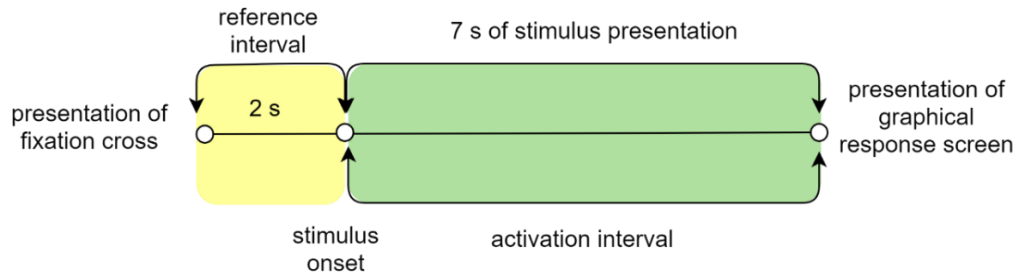 reference
interval
7 s of stimulus presentation
presentation of
fixation cross
2 s
presentation of
graphical
response screen
stimulus
onset
activation interval